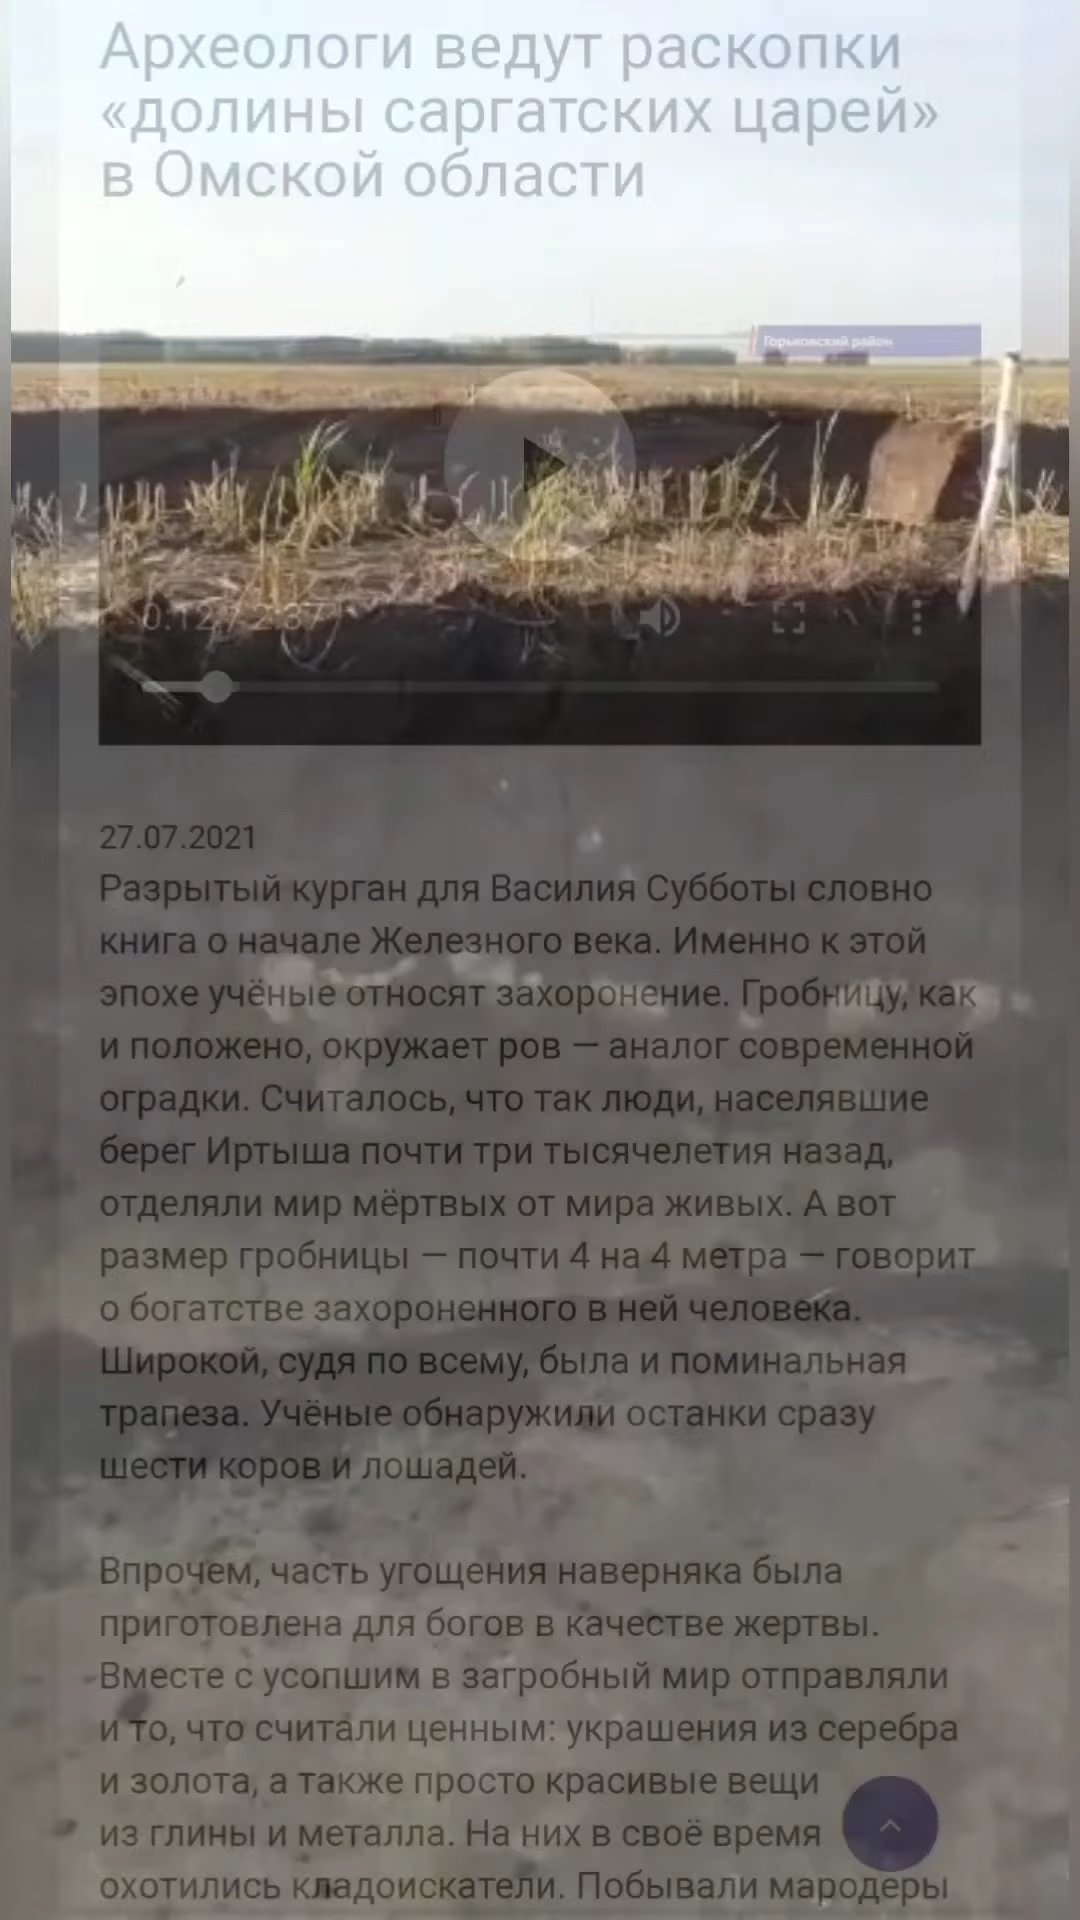 Археологи ведут раскопки
«долины саргатских царей»
в Омской области
Горьковский район
0:12 / 2:37
27.07.2021
Разрытый курган для Василия Субботы словно
книга о начале Железного века. Именно к этой
эпохе учёные относят захоронение. Гробницу, как
и положено, окружает ров — аналог современной
оградки. Считалось, что так люди, населявшие
берег Иртыша почти три тысячелетия назад,
отделяли мир мёртвых от мира живых. А вот
размер гробницы — почти 4 на 4 метра — говорит
о богатстве захороненного в ней человека.
Широкой, судя по всему, была и поминальная
трапеза. Учёные обнаружили останки сразу
шести коров и лошадей.
Впрочем, часть угощения наверняка была
приготовлена для богов в качестве жертвы.
Вместе с усопшим в загробный мир отправляли
и то, что считали ценным: украшения из серебра
и золота, а также просто красивые вещи
из глины и металла. На них в своё время
охотились кладоискатели. Побывали мародеры